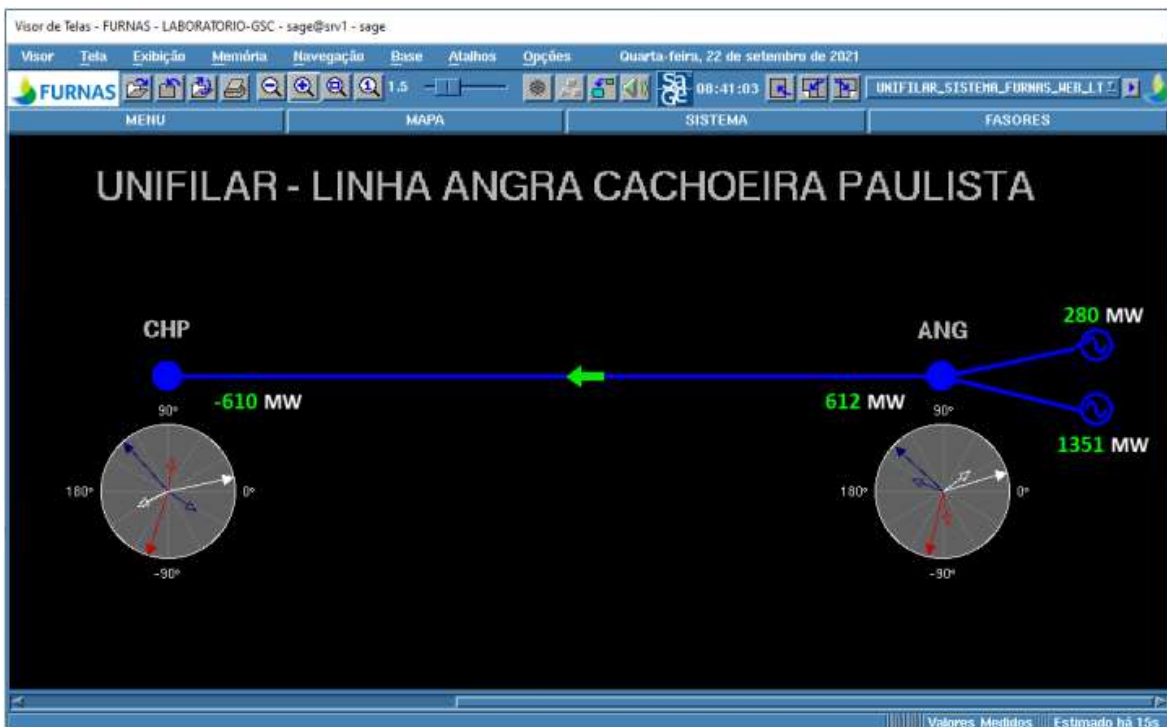 Visor de Telas - FURNAS - LABORATORIO-GSC - sage@srv1 - sage
Visor Tela Exibição Memória Navegação Base Atalhos Opções Quarta-feira, 22 de setembro de 2021
FURNAS 1.5 SAGE 08:41:03 UNIFILAR_SISTEMA_FURNAS_WEB_LT
MENU MAPA SISTEMA FASORES
UNIFILAR - LINHA ANGRA CACHOEIRA PAULISTA
280 MW
CHP ANG
-610 MW 612 MW
90° 90°
1351 MW
180° 0° 180° 0°
-90° -90°
Valores Medidos Estimado há 15s